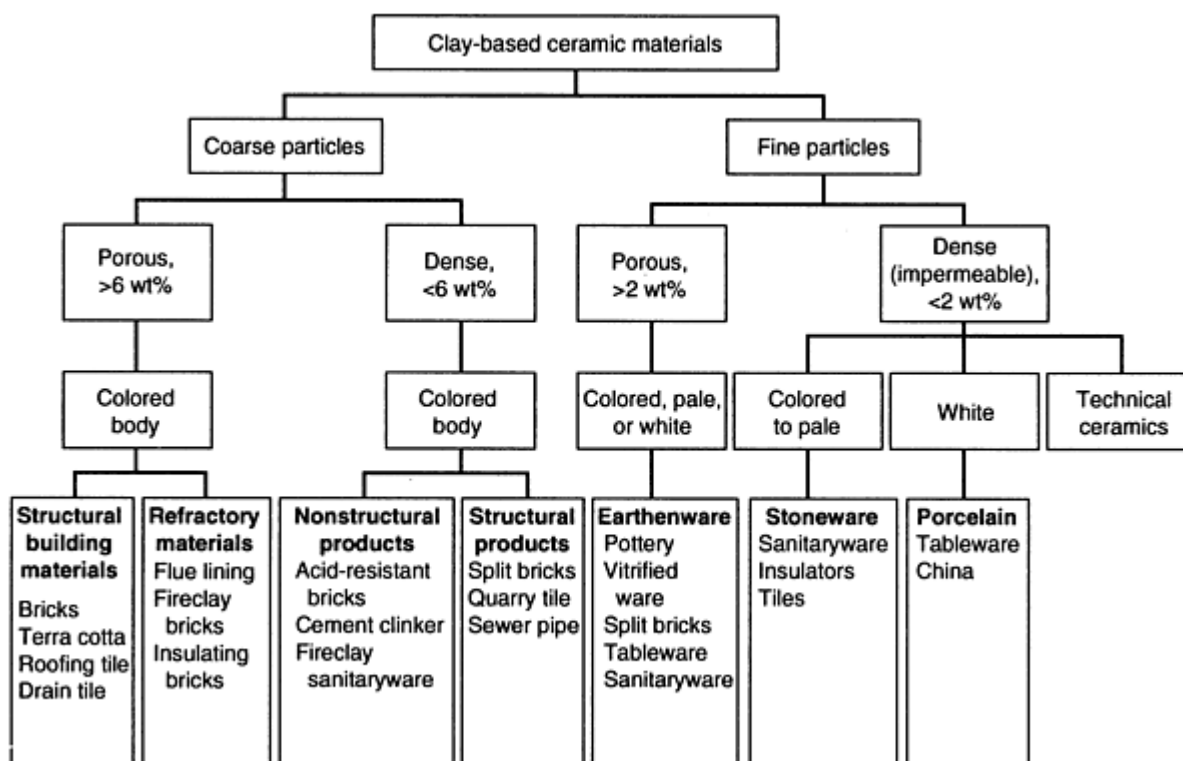 Clay-based ceramic materials
Coarse particles
Fine particles
Porous,
>6 wt%
Dense,
<6 wt%
Porous,
>2 wt%
Dense
(impermeable),
<2 wt%
Colored
body
Colored
body
Colored, pale,
or white
Colored
to pale
White
Technical
ceramics
Structural
building
materials
Bricks
Terra cotta
Roofing tile
Drain tile
Refractory
materials
Flue lining
Fireclay
bricks
Insulating
bricks
Nonstructural
products
Acid-resistant
bricks
Cement clinker
Fireclay
sanitaryware
Structural
products
Split bricks
Quarry tile
Sewer pipe
Earthenware
Pottery
Vitrified
ware
Split bricks
Tableware
Sanitaryware
Stoneware
Sanitaryware
Insulators
Tiles
Porcelain
Tableware
China